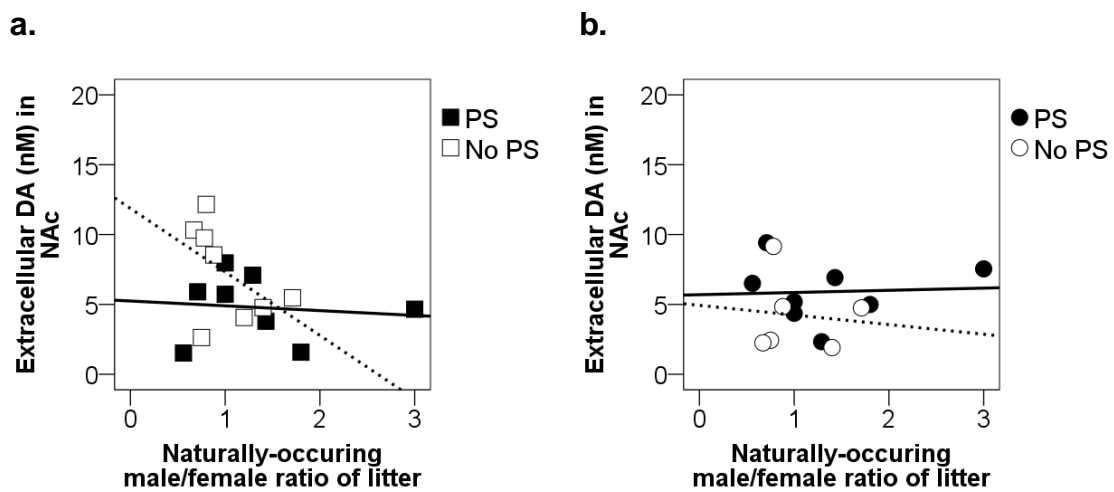 a.
Extracellular DA (nM) in
NAc
20
15
10
5
0
0 1 2 3
Naturally-occuring
male/female ratio of litter
PS
No PS
b.
Extracellular DA (nM) in
NAc
20
15
10
5
0
0 1 2 3
Naturally-occuring
male/female ratio of litter
PS
No PS